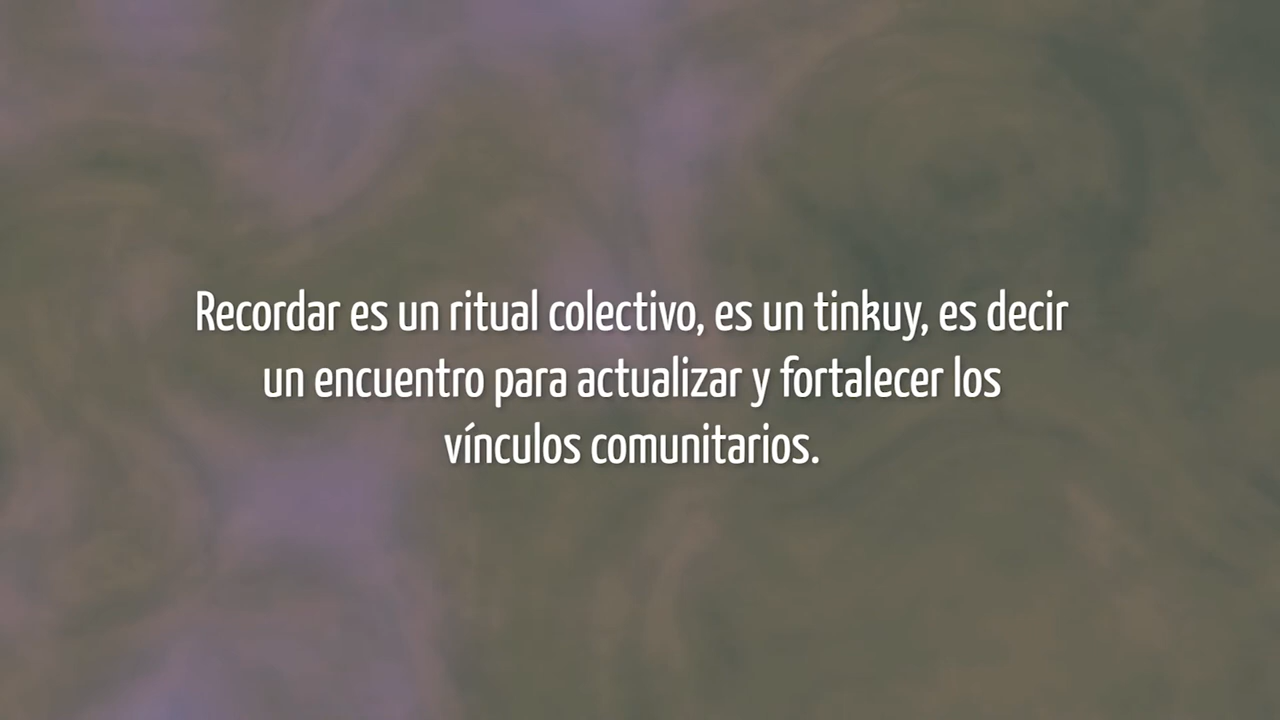 Recordar es un ritual colectivo, es un tinkuy, es decir
un encuentro para actualizar y fortalecer los
vínculos comunitarios.